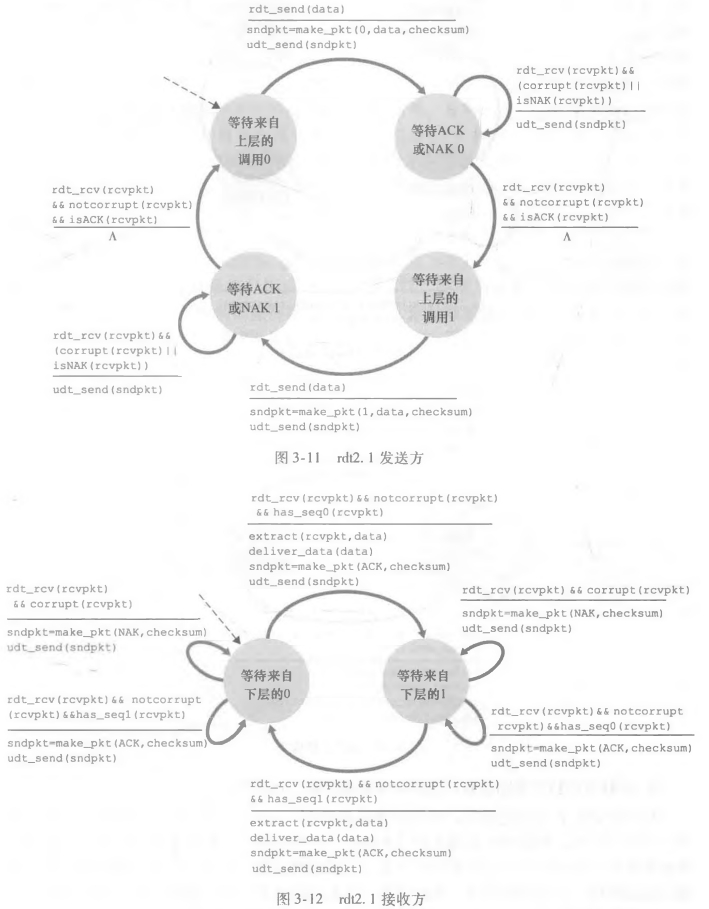 rdt_send(data)
sndpkt=make_pkt(0,data,checksum)
udt_send(sndpkt)
rdt_rcv(rcvpkt)&&
(corrupt(rcvpkt)||
isNAK(rcvpkt))
udt_send(sndpkt)
等待来自
上层的
调用0
等待ACK
或NAK 0
rdt_rcv(rcvpkt)
&& notcorrupt(rcvpkt)
&& isACK(rcvpkt)
Λ
rdt_rcv(rcvpkt)
&& notcorrupt(rcvpkt)
&& isACK(rcvpkt)
Λ
等待ACK
或NAK 1
等待来自
上层的
调用1
rdt_rcv(rcvpkt)&&
(corrupt(rcvpkt)||
isNAK(rcvpkt))
udt_send(sndpkt)
rdt_send(data)
sndpkt=make_pkt(1,data,checksum)
udt_send(sndpkt)
图 3-11 rdt2. 1 发送方
rdt_rcv(rcvpkt)&& notcorrupt(rcvpkt)
&& has_seq0(rcvpkt)
extract(rcvpkt,data)
deliver_data(data)
sndpkt=make_pkt(ACK,checksum)
udt_send(sndpkt)
rdt_rcv(rcvpkt)
&& corrupt(rcvpkt)
sndpkt=make_pkt(NAK,checksum)
udt_send(sndpkt)
rdt_rcv(rcvpkt) && corrupt(rcvpkt)
sndpkt=make_pkt(NAK,checksum)
udt_send(sndpkt)
等待来自
下层的0
等待来自
下层的1
rdt_rcv(rcvpkt)&& notcorrupt
(rcvpkt)&&has_seq1(rcvpkt)
sndpkt=make_pkt(ACK,checksum)
udt_send(sndpkt)
rdt_rcv(rcvpkt)&& notcorrupt
rcvpkt)&&has_seq0(rcvpkt)
sndpkt=make_pkt(ACK,checksum)
udt_send(sndpkt)
rdt_rcv(rcvpkt) && notcorrupt(rcvpkt)
&& has_seq1(rcvpkt)
extract(rcvpkt,data)
deliver_data(data)
sndpkt=make_pkt(ACK,checksum)
udt_send(sndpkt)
图 3-12 rdt2. 1 接收方